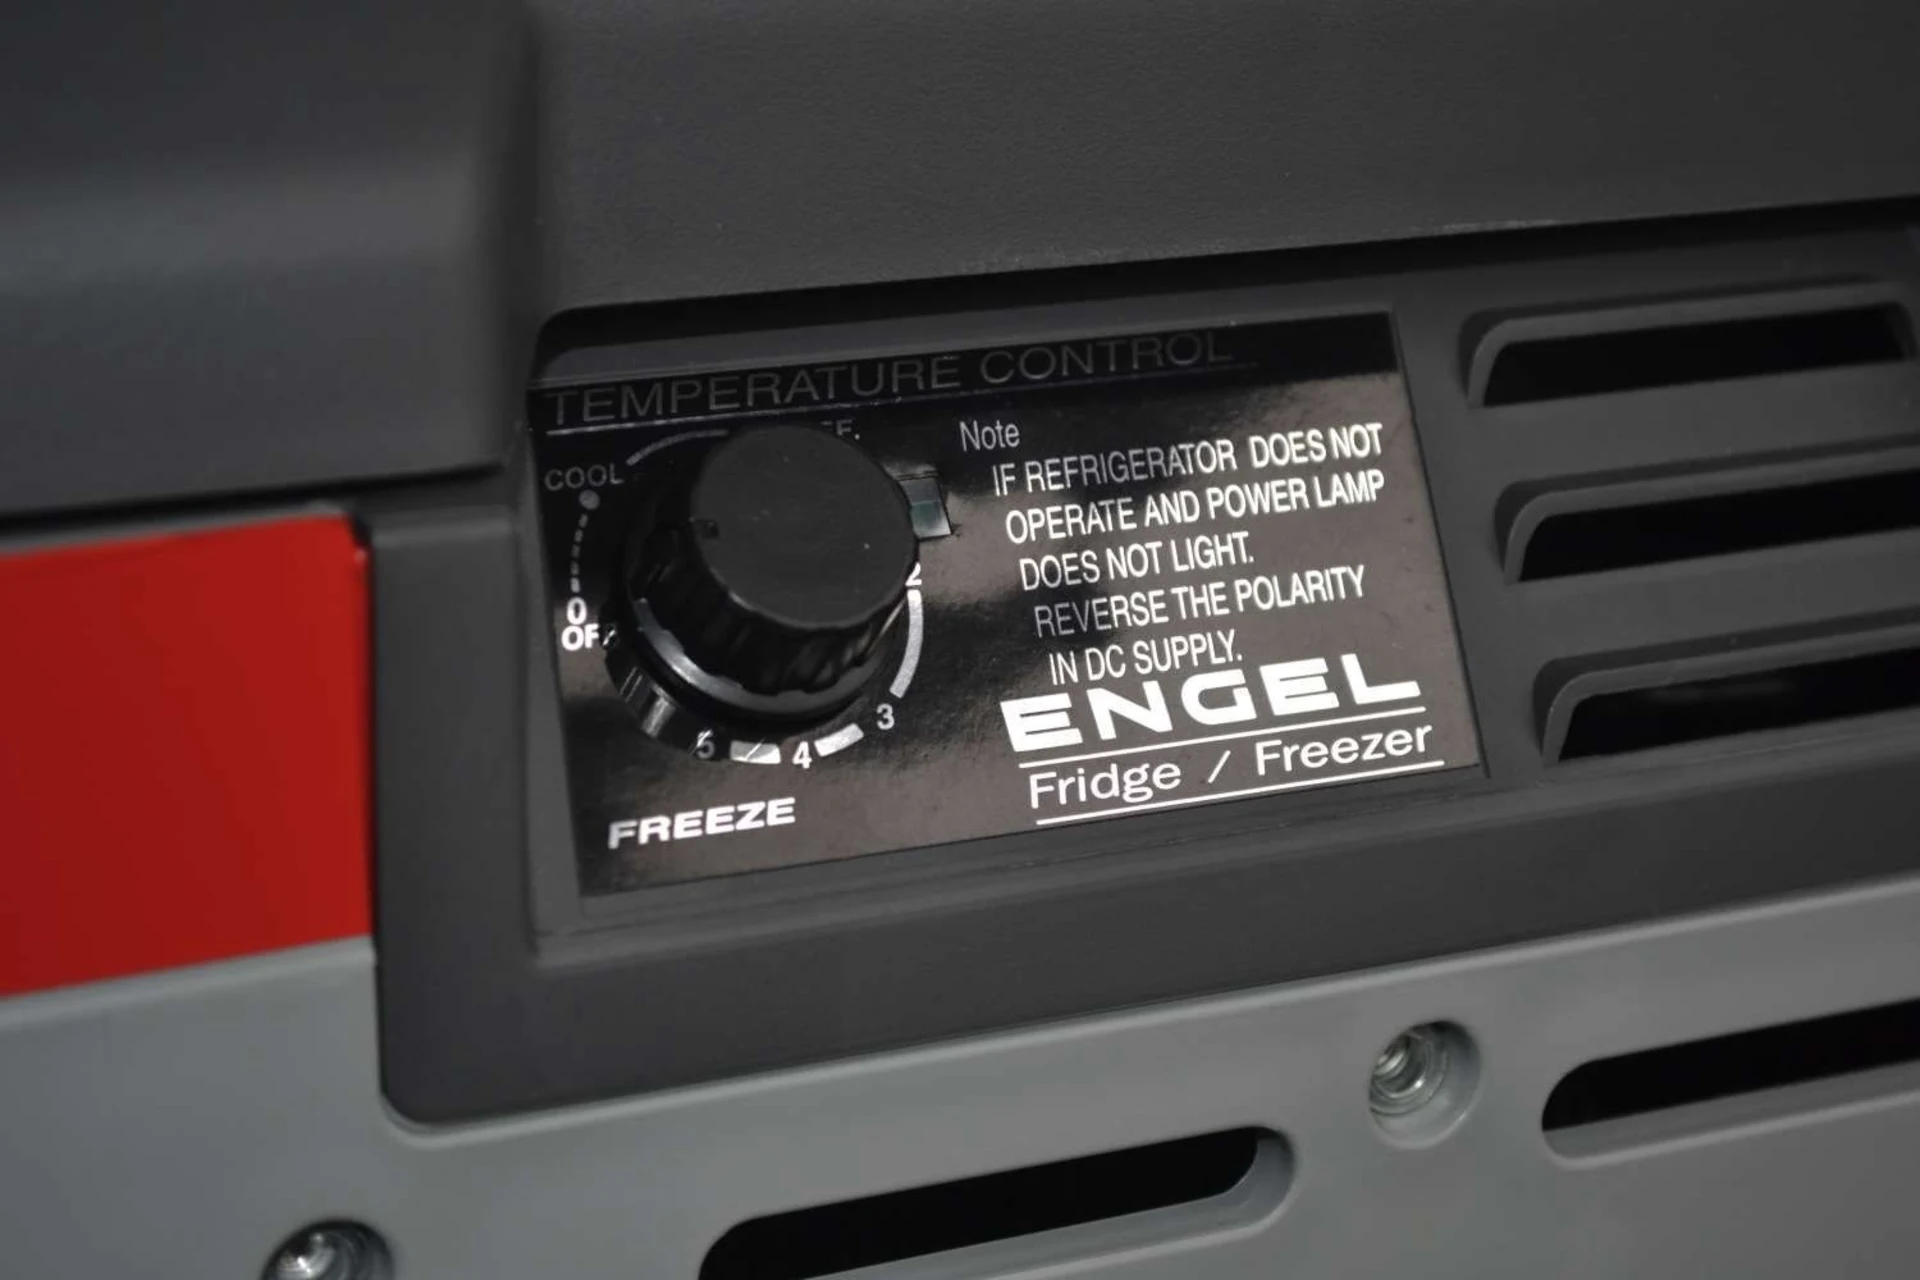 TEMPERATURE CONTROL
COOL
0
2
3
4
5
FREEZE
Note
IF REFRIGERATOR DOES NOT
OPERATE AND POWER LAMP
DOES NOT LIGHT.
REVERSE THE POLARITY
IN DC SUPPLY.
ENGEL
Fridge / Freezer